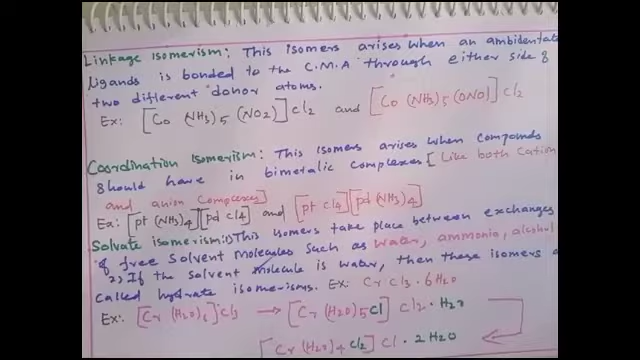 Linkage isomerism: This isomers arises when an ambidentate
Ligands is bonded to the C.M.A through either side of
two different donor atoms.
Ex: [Co (NH3)5 (NO2)] Cl2 and [Co (NH3)5 (ONO)] Cl2
Coordination isomerism: This isomers arises when compounds
should have in bimetalic complexes [Like both Cation
and anion complexes]
Ex: [pt (NH3)4] [pd Cl4] and [pt Cl4] [pd (NH3)4]
Solvate isomerism: 1) This isomers take place between exchanges
of free solvent molecules such as water, ammonia, alcohol
2) If the solvent molecule is water, then these isomers
called hydrate isomerisms. Ex: Cr Cl3 · 6H2O
Ex: [Cr (H2O)6] Cl3 → [Cr (H2O)5 Cl] Cl2 · H2O
[Cr (H2O)4 Cl2] Cl · 2H2O